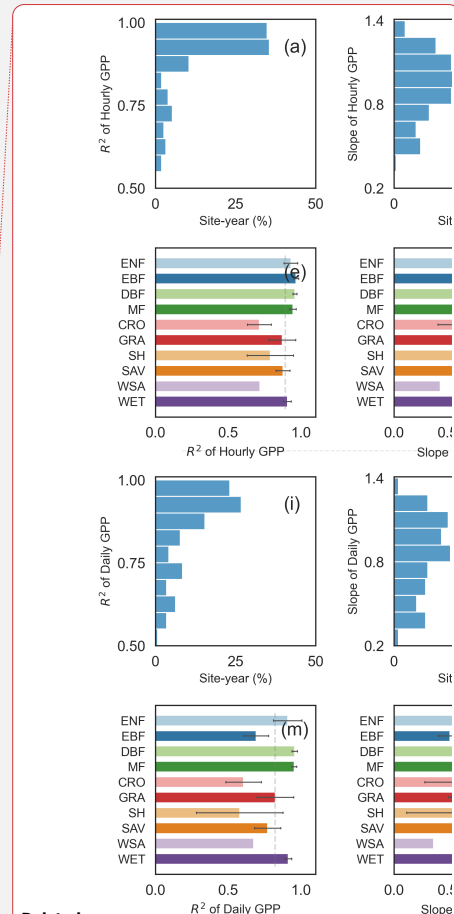 1.00
0.75
0.50
R² of Hourly GPP
(a)
0
25
50
Site-year (%)
1.4
0.8
0.2
Slope of Hourly GPP
0
Sit
ENF
EBF
DBF
MF
CRO
GRA
SH
SAV
WSA
WET
(e)
0.0
0.5
1.0
R² of Hourly GPP
ENF
EBF
DBF
MF
CRO
GRA
SH
SAV
WSA
WET
0.0
0.5
Slope
1.00
0.75
0.50
R² of Daily GPP
(i)
0
25
50
Site-year (%)
1.4
0.8
0.2
Slope of Daily GPP
0
Site
ENF
EBF
DBF
MF
CRO
GRA
SH
SAV
WSA
WET
(m)
0.0
0.5
1.0
R² of Daily GPP
ENF
EBF
DBF
MF
CRO
GRA
SH
SAV
WSA
WET
0.0
0.5
Slope